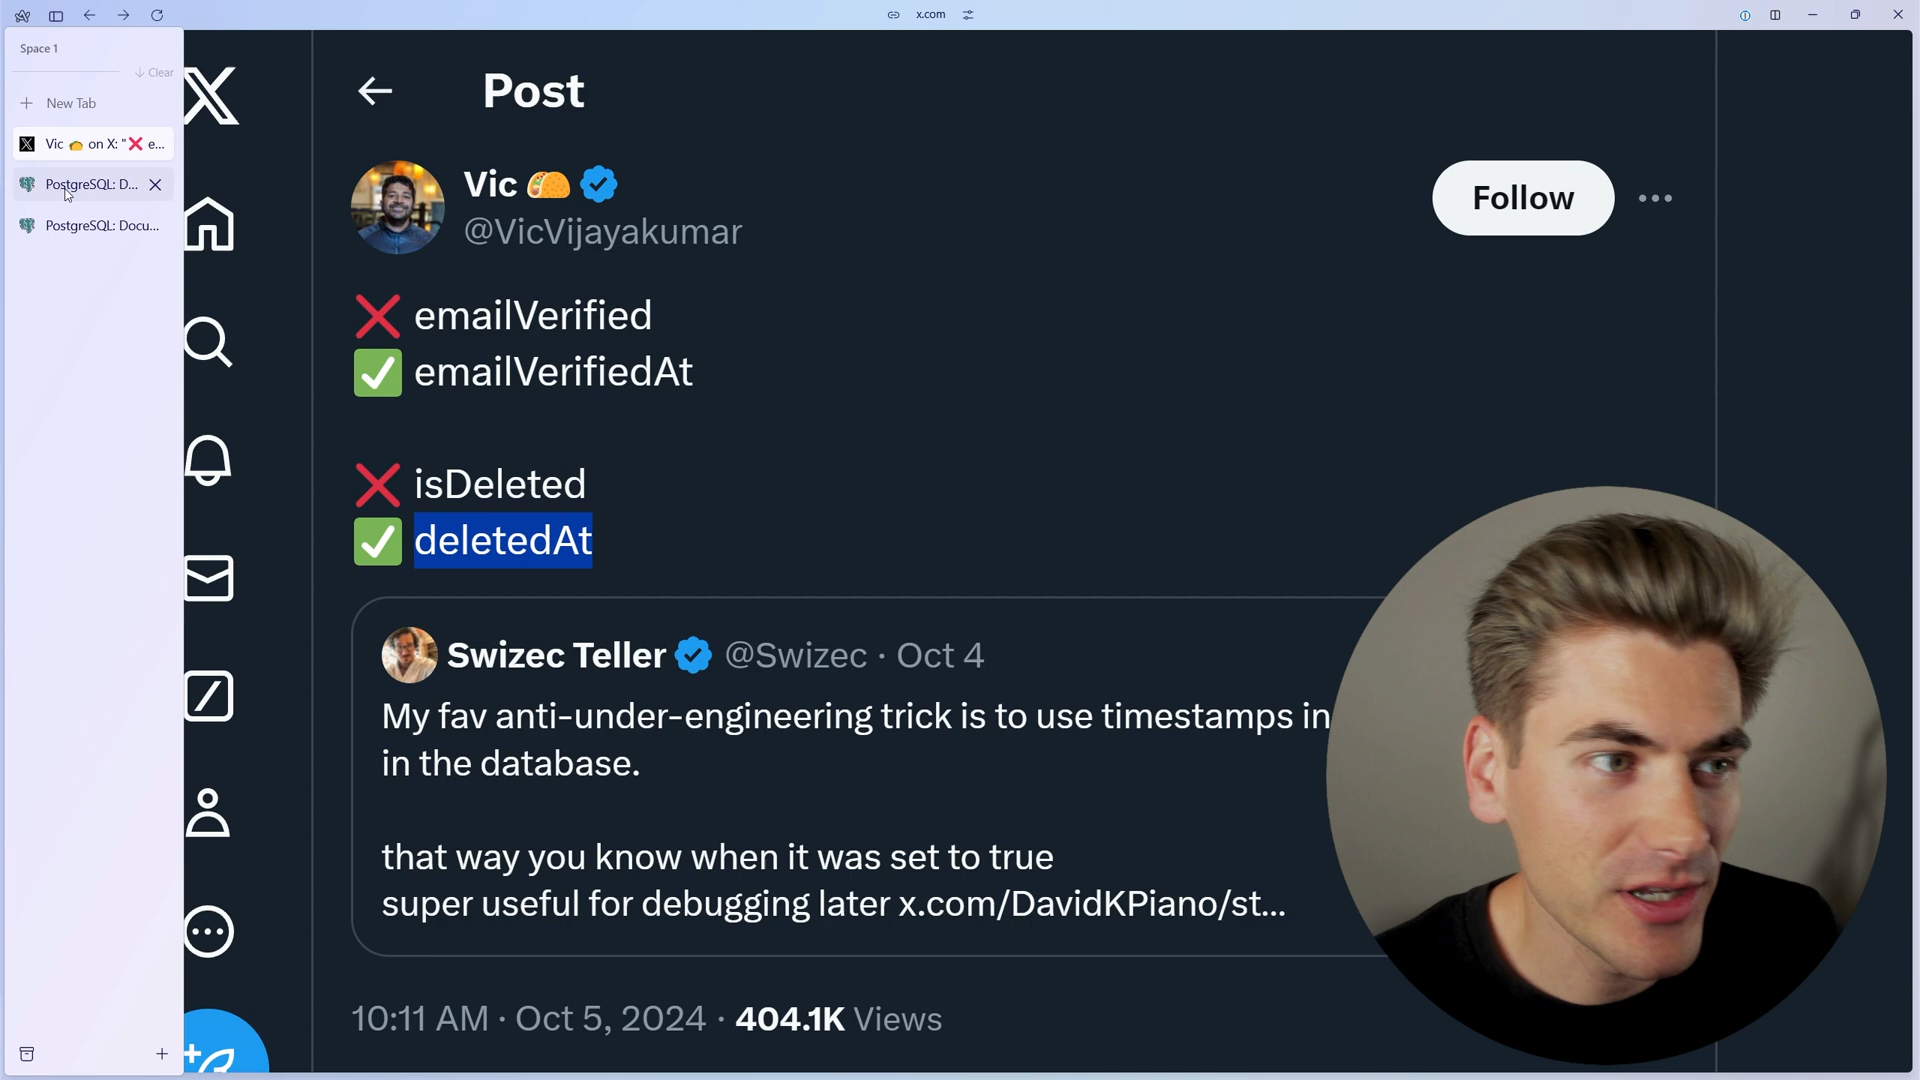 x.com
Space 1
Clear
New Tab
Vic 🌮 on X: "❌ e...
PostgreSQL: D...
PostgreSQL: Docu...
Post
Vic 🌮
@VicVijayakumar
Follow
❌ emailVerified
✅ emailVerifiedAt
❌ isDeleted
✅ deletedAt
Swizec Teller @Swizec · Oct 4
My fav anti-under-engineering trick is to use timestamps in
in the database.
that way you know when it was set to true
super useful for debugging later x.com/DavidKPiano/st...
10:11 AM · Oct 5, 2024 · 404.1K Views